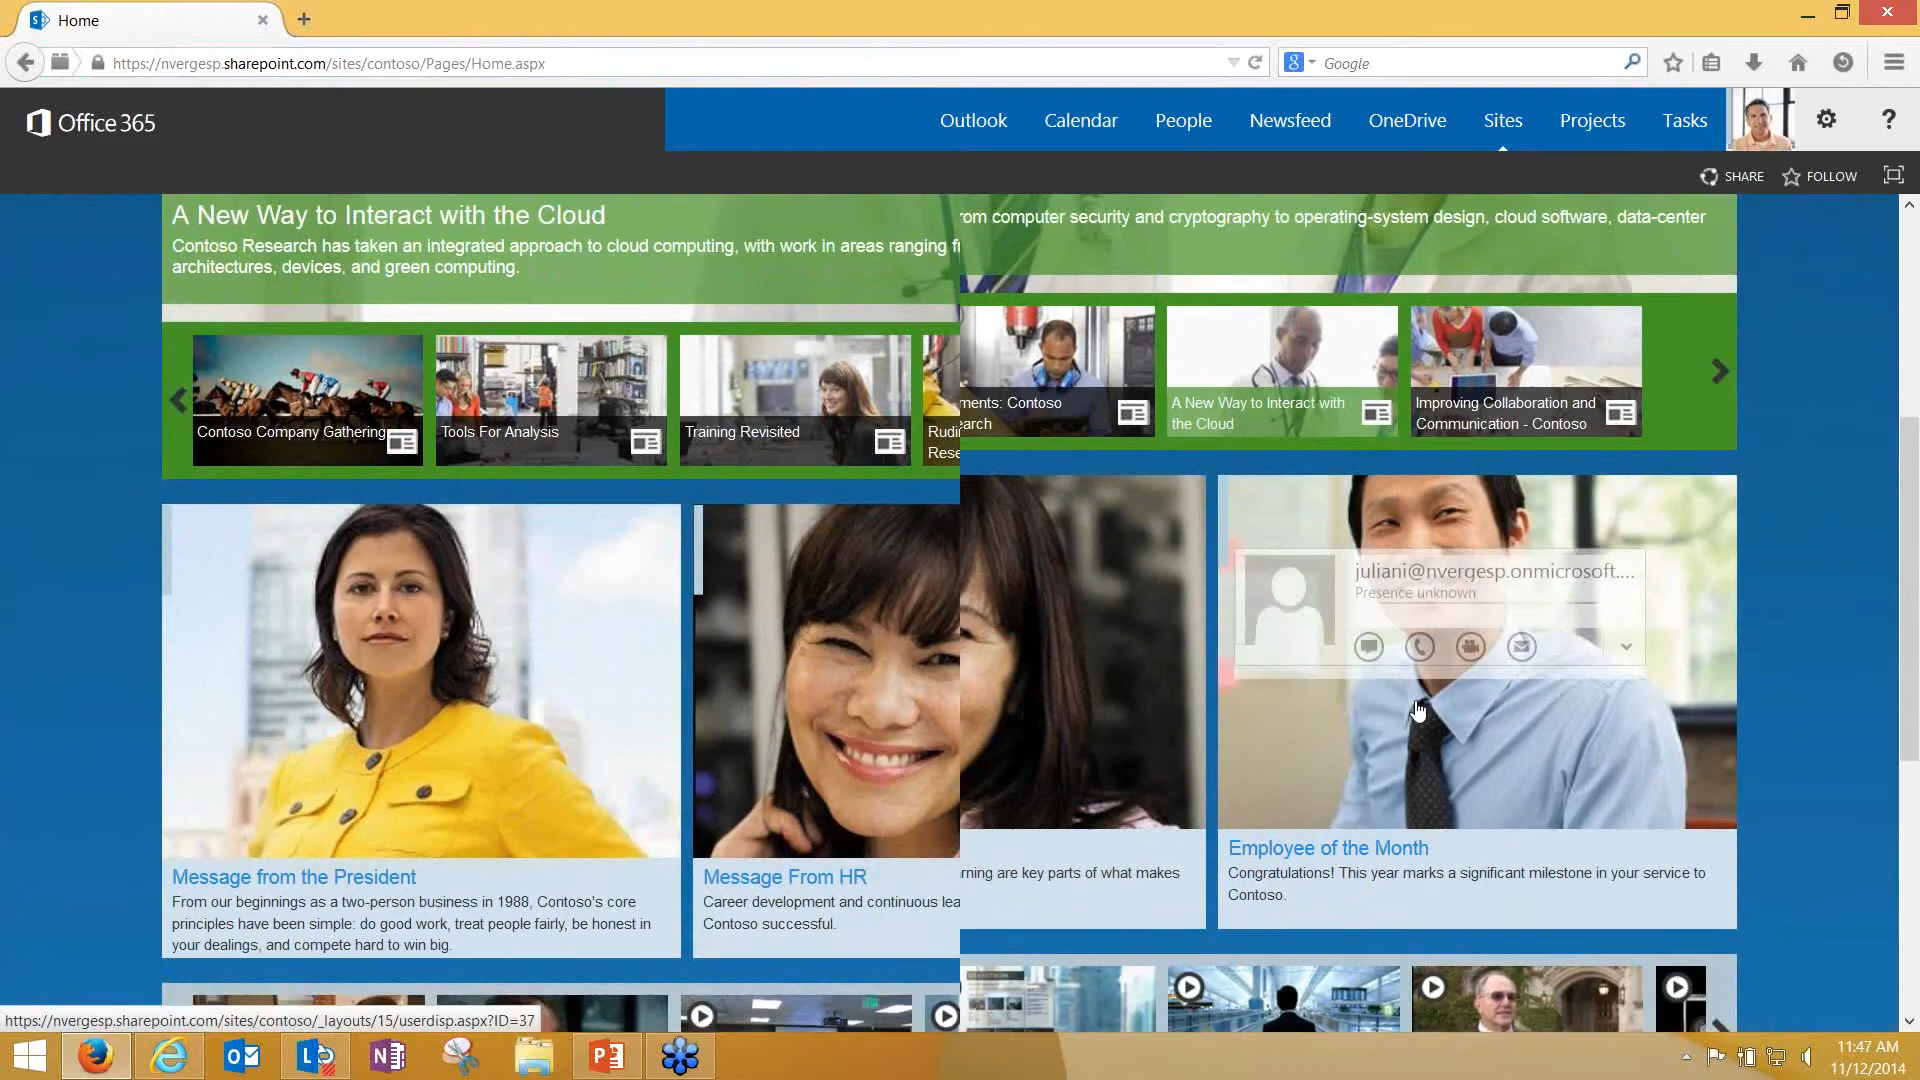 Home
https://nvergesp.sharepoint.com/sites/contoso/Pages/Home.aspx
Google
Office 365
Outlook
Calendar
People
Newsfeed
OneDrive
Sites
Projects
Tasks
?
SHARE
FOLLOW
A New Way to Interact with the Cloud
Contoso Research has taken an integrated approach to cloud computing, with work in areas ranging fi
architectures, devices, and green computing.
rom computer security and cryptography to operating-system design, cloud software, data-center
Contoso Company Gathering
Tools For Analysis
Training Revisited
Rudi
Rese
ments: Contoso
earch
A New Way to Interact with
the Cloud
Improving Collaboration and
Communication - Contoso
juliani@nvergesp.onmicrosoft....
Presence unknown
Message from the President
From our beginnings as a two-person business in 1988, Contoso's core
principles have been simple: do good work, treat people fairly, be honest in
your dealings, and compete hard to win big.
Message From HR
Career development and continuous lea
Contoso successful.
rning are key parts of what makes
Employee of the Month
Congratulations! This year marks a significant milestone in your service to
Contoso.
https://nvergesp.sharepoint.com/sites/contoso/_layouts/15/userdisp.aspx?ID=37
11:47 AM
11/12/2014